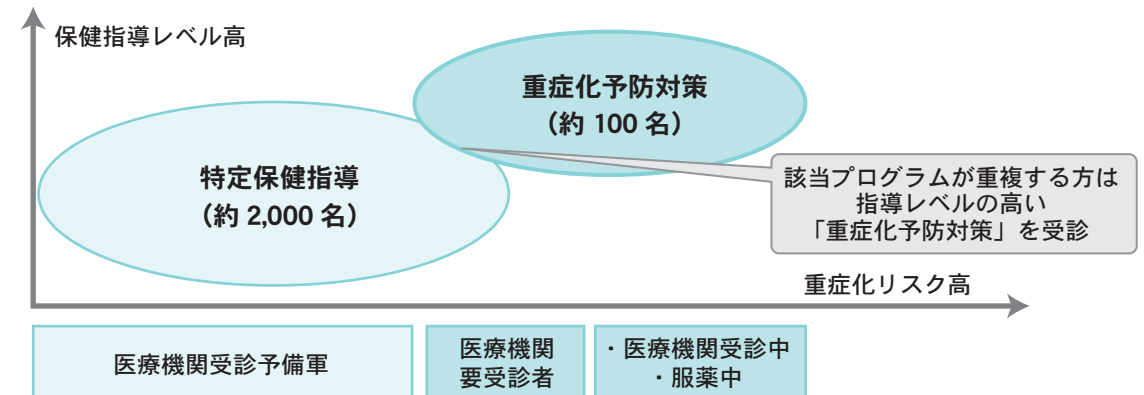 保健指導レベル高
重症化予防対策
（約 100 名）
特定保健指導
（約 2,000 名）
該当プログラムが重複する方は
指導レベルの高い
「重症化予防対策」を受診
重症化リスク高
医療機関受診予備軍
医療機関
要受診者
・医療機関受診中
・服薬中